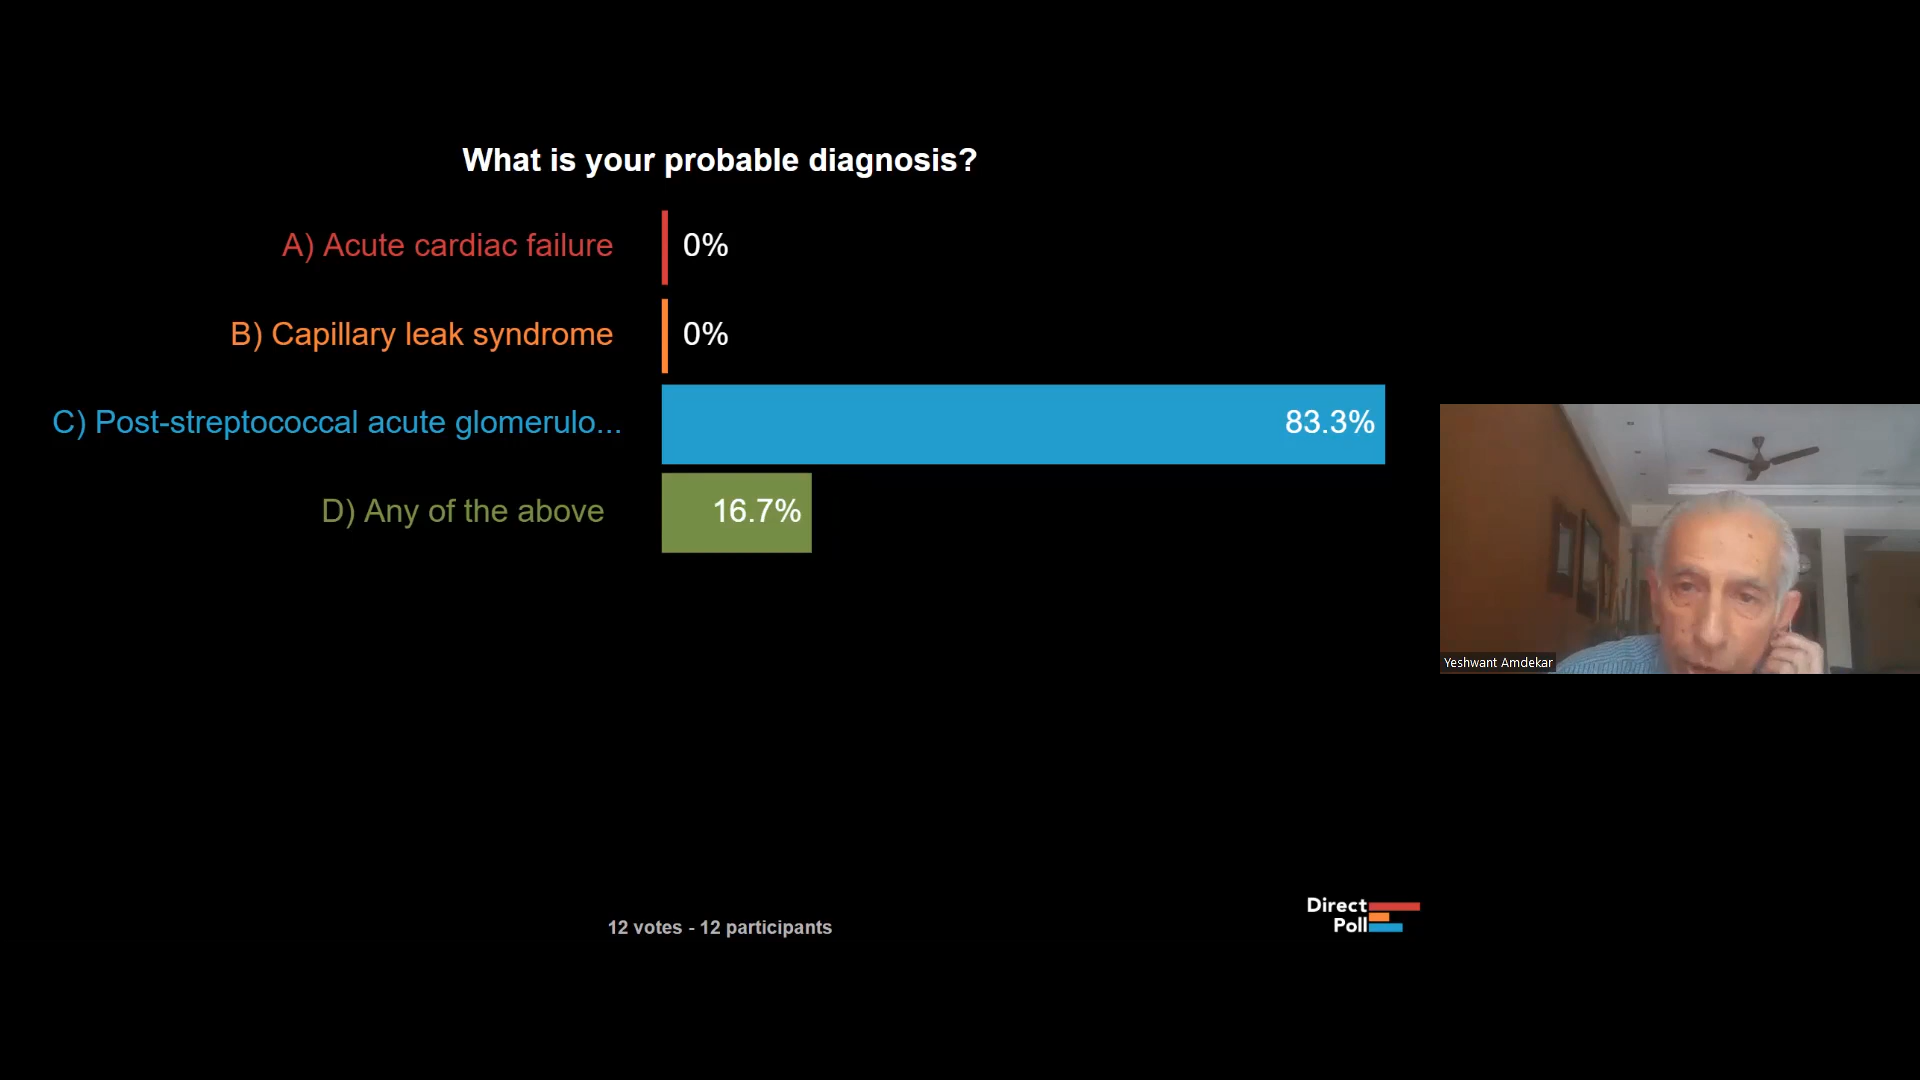 What is your probable diagnosis?
A) Acute cardiac failure
0%
B) Capillary leak syndrome
0%
C) Post-streptococcal acute glomerulo...
83.3%
D) Any of the above
16.7%
Yeshwant Amdekar
12 votes - 12 participants
Direct
Poll